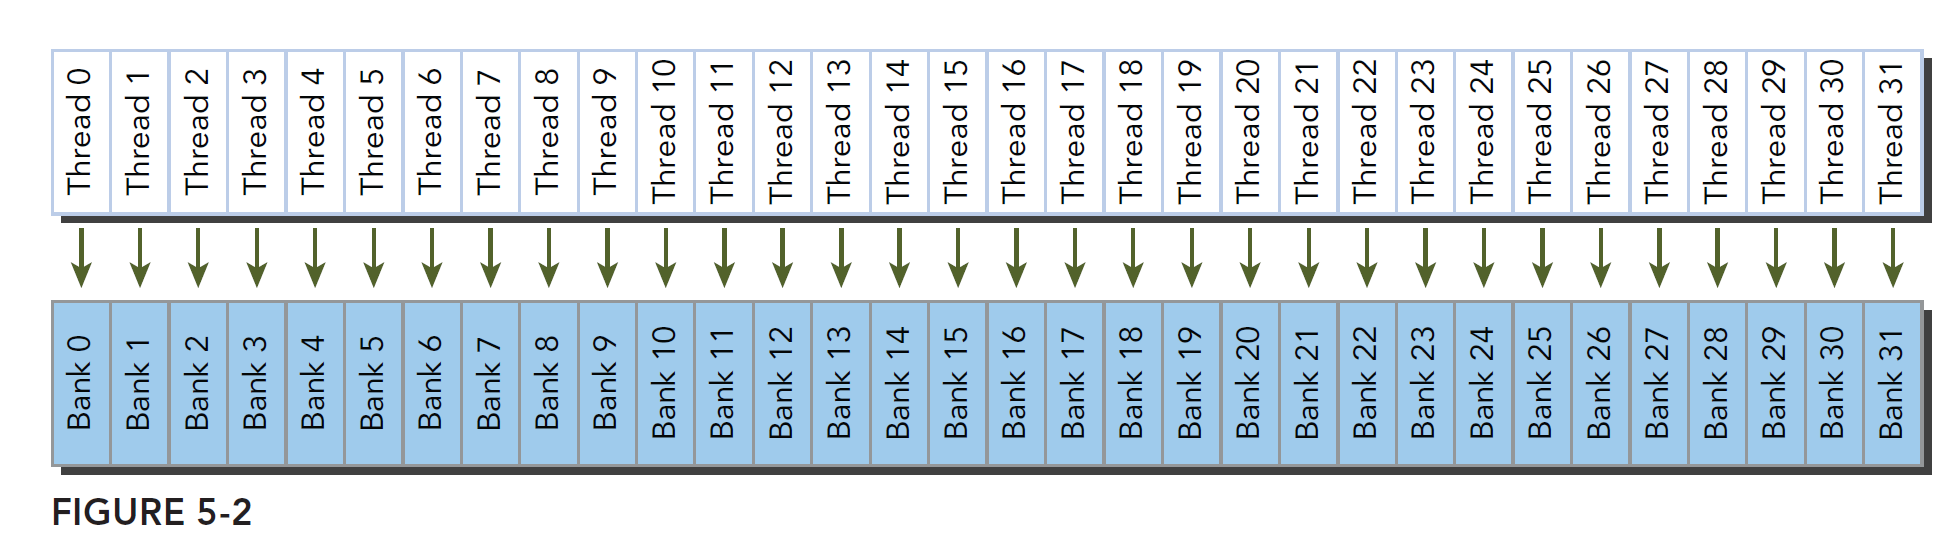 Thread 0
Thread 1
Thread 2
Thread 3
Thread 4
Thread 5
Thread 6
Thread 7
Thread 8
Thread 9
Thread 10
Thread 11
Thread 12
Thread 13
Thread 14
Thread 15
Thread 16
Thread 17
Thread 18
Thread 19
Thread 20
Thread 21
Thread 22
Thread 23
Thread 24
Thread 25
Thread 26
Thread 27
Thread 28
Thread 29
Thread 30
Thread 31
Bank 0
Bank 1
Bank 2
Bank 3
Bank 4
Bank 5
Bank 6
Bank 7
Bank 8
Bank 9
Bank 10
Bank 11
Bank 12
Bank 13
Bank 14
Bank 15
Bank 16
Bank 17
Bank 18
Bank 19
Bank 20
Bank 21
Bank 22
Bank 23
Bank 24
Bank 25
Bank 26
Bank 27
Bank 28
Bank 29
Bank 30
Bank 31
FIGURE 5-2